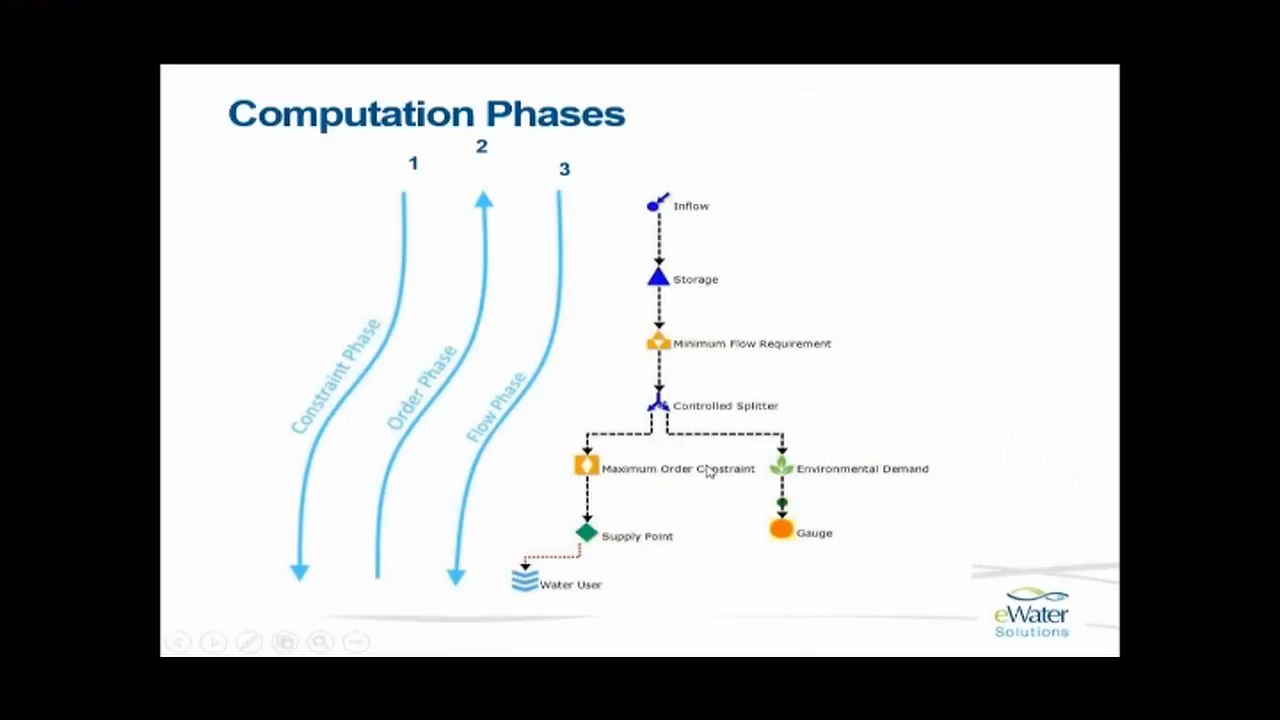 Computation Phases
1
2
3
Constraint Phase
Order Phase
Flow Phase
Inflow
Storage
Minimum Flow Requirement
Controlled Splitter
Maximum Order Constraint
Environmental Demand
Supply Point
Gauge
Water User
eWater
Solutions